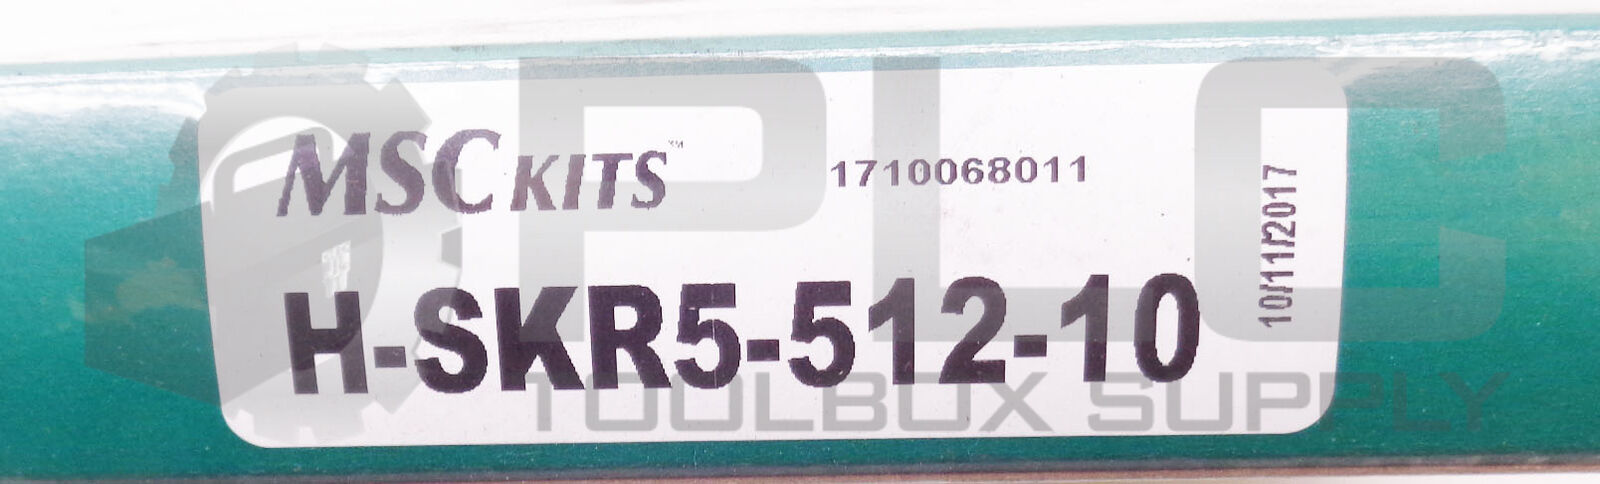 MSC KITS™
1710068011
10/11/2017
H-SKR5-512-10
PLC
TOOLBOX SUPPLY